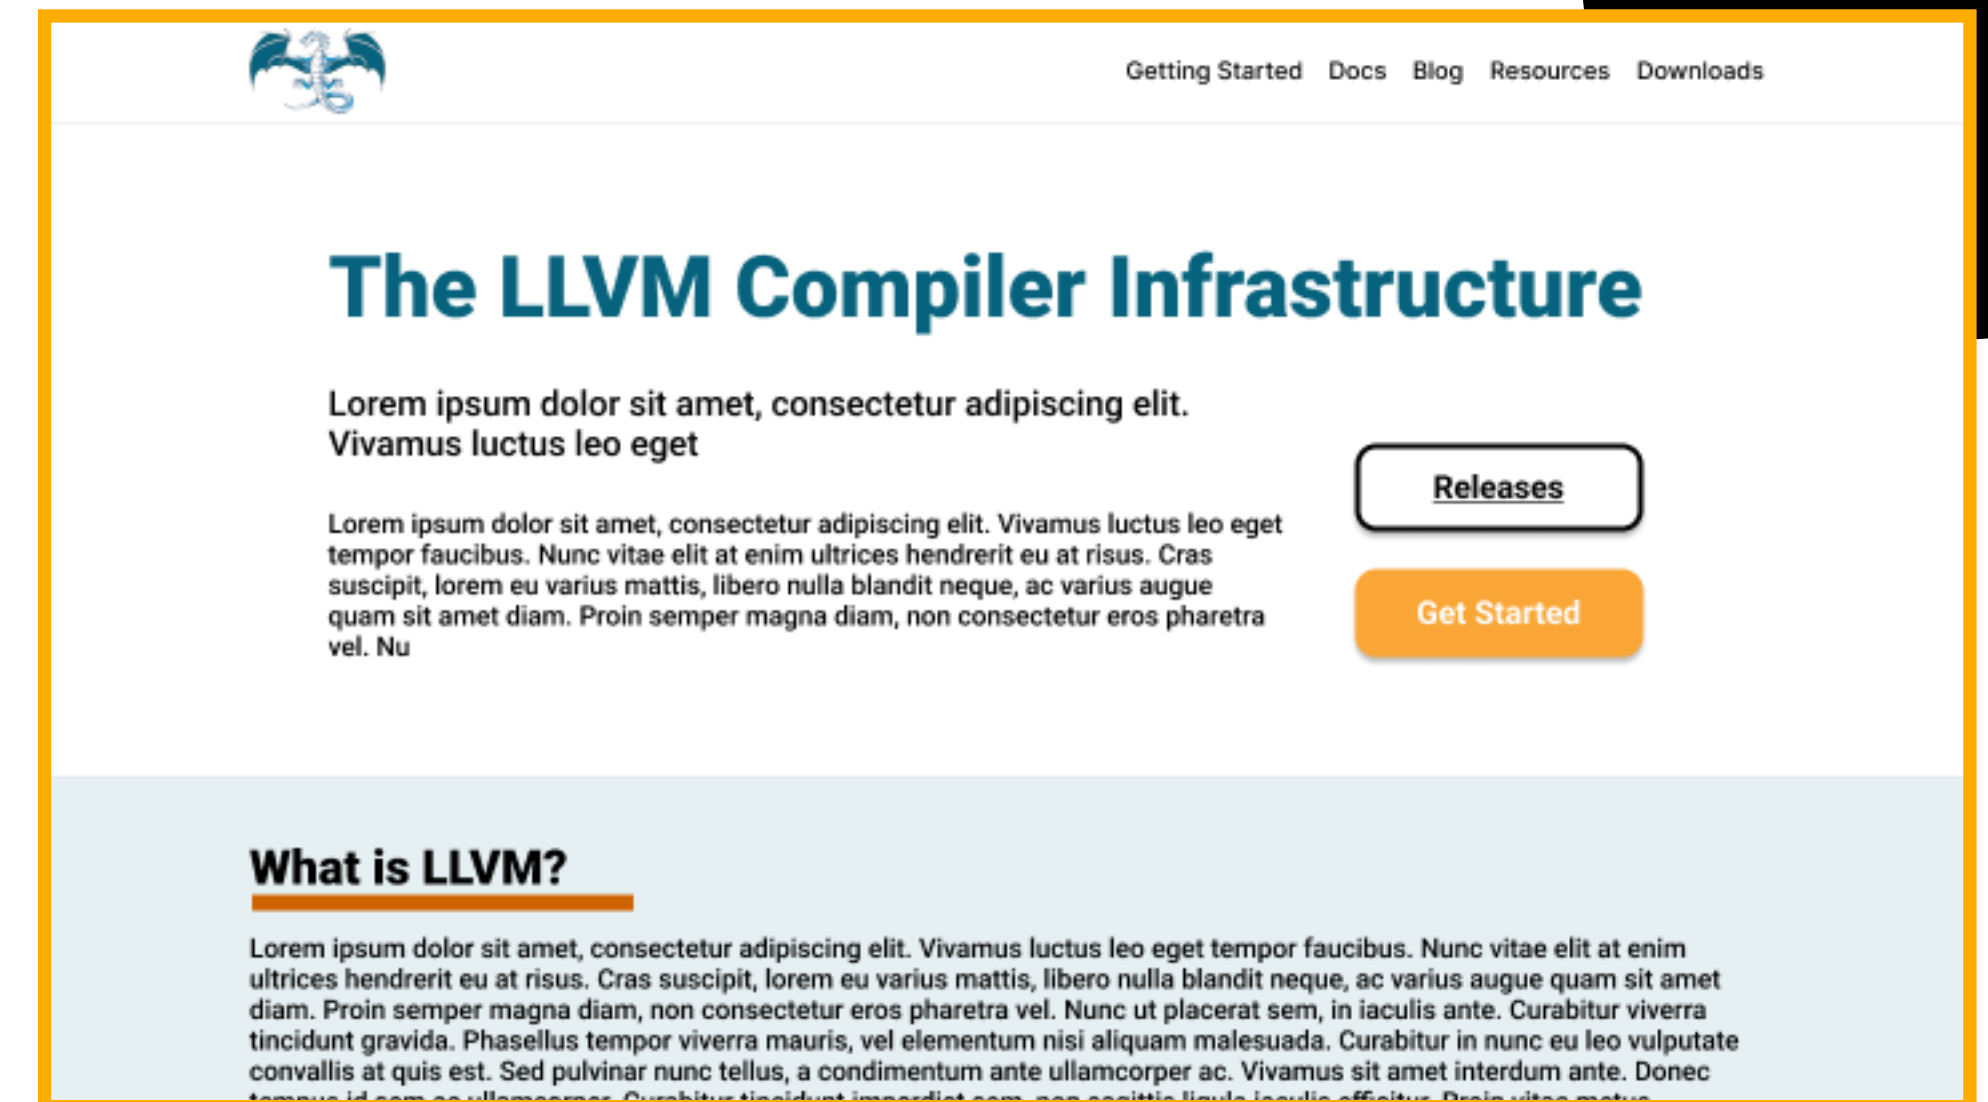 Getting Started Docs Blog Resources Downloads
The LLVM Compiler Infrastructure
Lorem ipsum dolor sit amet, consectetur adipiscing elit.
Vivamus luctus leo eget
Lorem ipsum dolor sit amet, consectetur adipiscing elit. Vivamus luctus leo eget
tempor faucibus. Nunc vitae elit at enim ultrices hendrerit eu at risus. Cras
suscipit, lorem eu varius mattis, libero nulla blandit neque, ac varius augue
quam sit amet diam. Proin semper magna diam, non consectetur eros pharetra
vel. Nu
Releases
Get Started
What is LLVM?
Lorem ipsum dolor sit amet, consectetur adipiscing elit. Vivamus luctus leo eget tempor faucibus. Nunc vitae elit at enim
ultrices hendrerit eu at risus. Cras suscipit, lorem eu varius mattis, libero nulla blandit neque, ac varius augue quam sit amet
diam. Proin semper magna diam, non consectetur eros pharetra vel. Nunc ut placerat sem, in iaculis ante. Curabitur viverra
tincidunt gravida. Phasellus tempor viverra mauris, vel elementum nisi aliquam malesuada. Curabitur in nunc eu leo vulputate
convallis at quis est. Sed pulvinar nunc tellus, a condimentum ante ullamcorper ac. Vivamus sit amet interdum ante. Donec